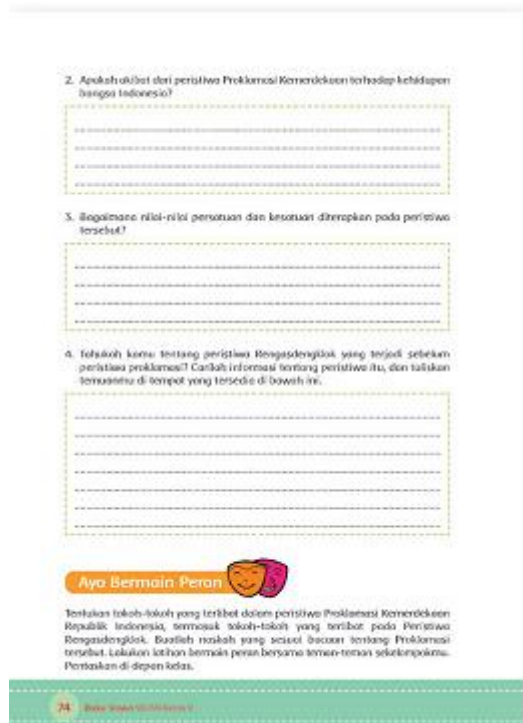 2. Apakah akibat dari peristiwa Proklamasi Kemerdekaan terhadap kehidupan
bangsa Indonesia?
3. Bagaimana nilai-nilai persatuan dan kesatuan diterapkan pada peristiwa
tersebut?
4. Tahukah kamu tentang peristiwa Rengasdengklok yang terjadi sebelum
peristiwa proklamasi? Carilah informasi tentang peristiwa itu, dan tuliskan
temuanmu di tempat yang tersedia di bawah ini.
Ayo Bermain Peran
Tentukan tokoh-tokoh yang terlibat dalam peristiwa Proklamasi Kemerdekaan
Republik Indonesia, termasuk tokoh-tokoh yang terlibat pada Peristiwa
Rengasdengklok. Buatlah naskah yang sesuai bacaan tentang Proklamasi
tersebut. Lakukan latihan bermain peran bersama teman-teman sekelompokmu.
Pentaskan di depan kelas.
74 Buku Siswa